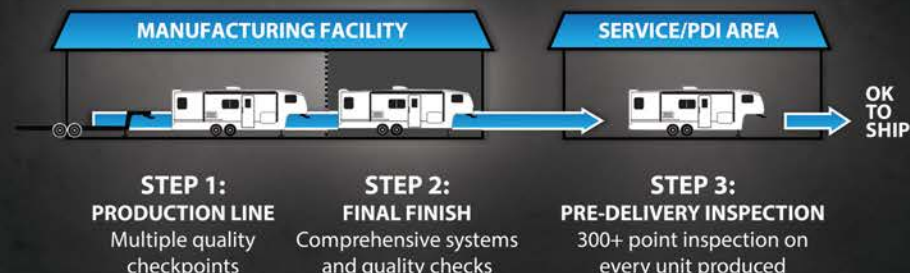 MANUFACTURING FACILITY
SERVICE/PDI AREA
OK
TO
SHIP
STEP 1:
PRODUCTION LINE
Multiple quality
checkpoints
STEP 2:
FINAL FINISH
Comprehensive systems
and quality checks
STEP 3:
PRE-DELIVERY INSPECTION
300+ point inspection on
every unit produced